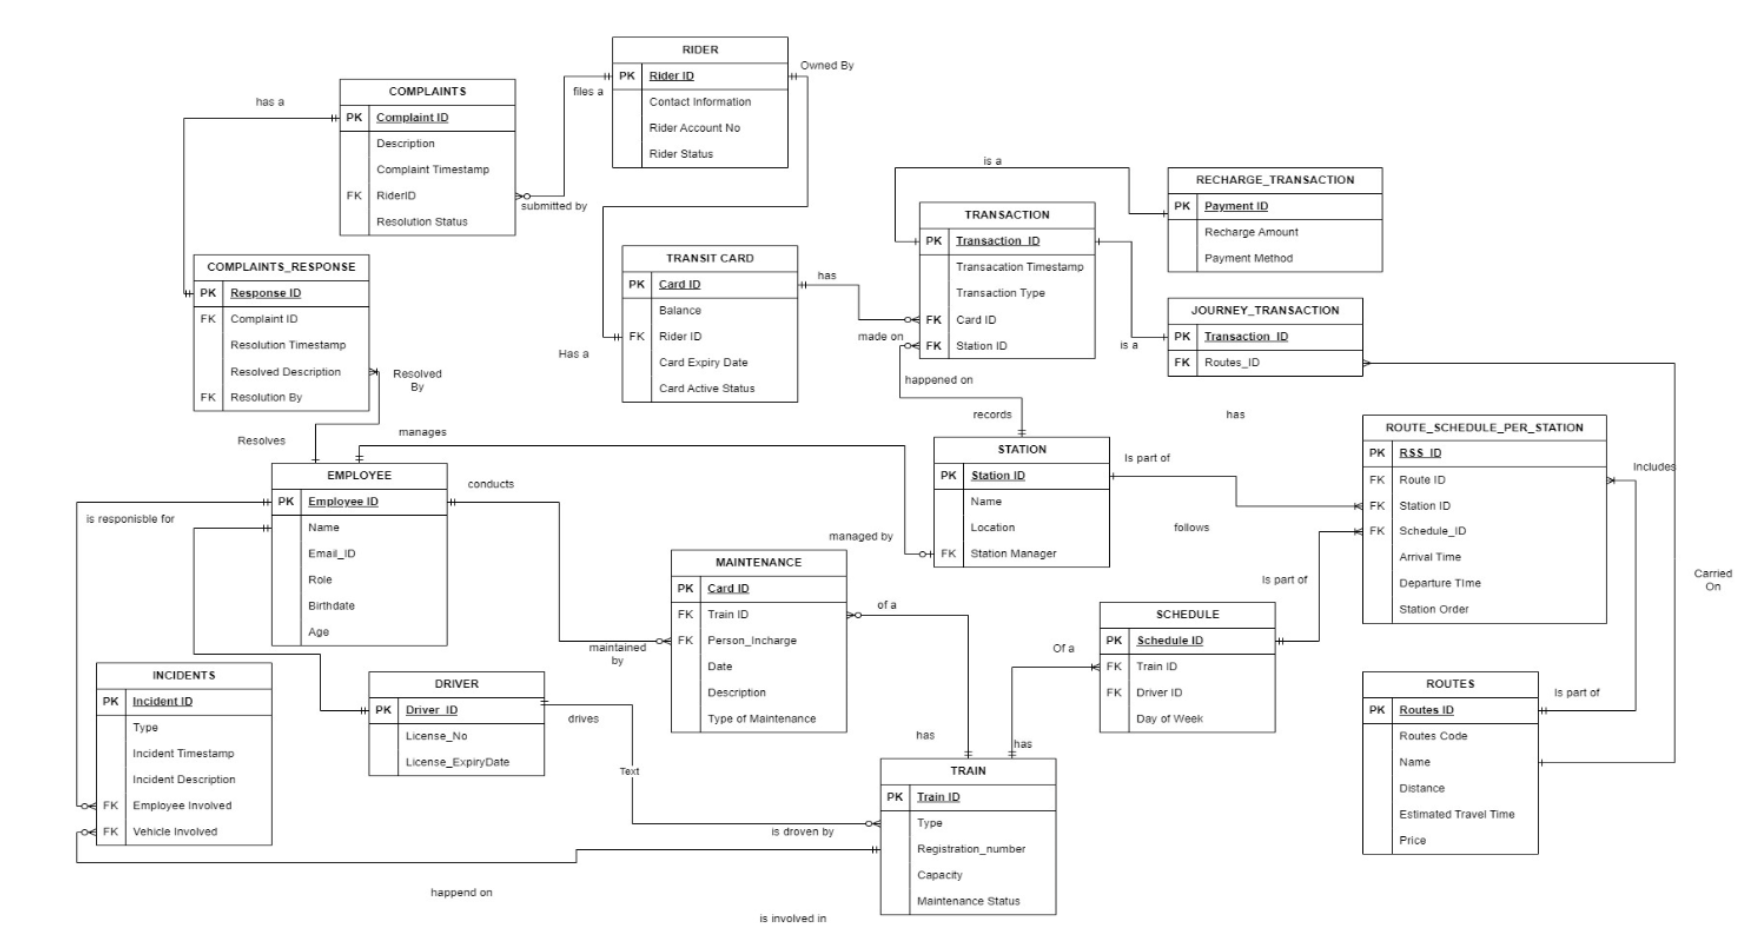 RIDER
PK Rider ID
Contact Information
Rider Account No
Rider Status
Owned By
files a
COMPLAINTS
PK Complaint ID
Description
Complaint Timestamp
FK RiderID
Resolution Status
has a
submitted by
COMPLAINTS_RESPONSE
PK Response ID
FK Complaint ID
Resolution Timestamp
Resolved Description
FK Resolution By
Resolved
By
Resolves
TRANSIT CARD
PK Card ID
Balance
FK Rider ID
Card Expiry Date
Card Active Status
Has a
has
made on
is a
TRANSACTION
PK Transaction_ID
Transacation Timestamp
Transaction Type
FK Card ID
FK Station ID
is a
happened on
records
RECHARGE_TRANSACTION
PK Payment ID
Recharge Amount
Payment Method
JOURNEY_TRANSACTION
PK Transaction_ID
FK Routes_ID
has
ROUTE_SCHEDULE_PER_STATION
PK RSS_ID
FK Route ID
FK Station ID
FK Schedule_ID
Arrival Time
Departure TIme
Station Order
Includes
Carried
On
manages
EMPLOYEE
PK Employee ID
Name
Email_ID
Role
Birthdate
Age
is responisble for
conducts
STATION
PK Station ID
Name
Location
FK Station Manager
Is part of
follows
managed by
MAINTENANCE
PK Card ID
FK Train ID
FK Person_Incharge
Date
Description
Type of Maintenance
of a
maintained
by
Is part of
SCHEDULE
PK Schedule ID
FK Train ID
FK Driver ID
Day of Week
Of a
has
has
ROUTES
PK Routes ID
Routes Code
Name
Distance
Estimated Travel Time
Price
Is part of
INCIDENTS
PK Incident ID
Type
Incident Timestamp
Incident Description
FK Employee Involved
FK Vehicle Involved
DRIVER
PK Driver_ID
License_No
License_ExpiryDate
drives
Text
is droven by
TRAIN
PK Train ID
Type
Registration_number
Capacity
Maintenance Status
happend on
is involved in